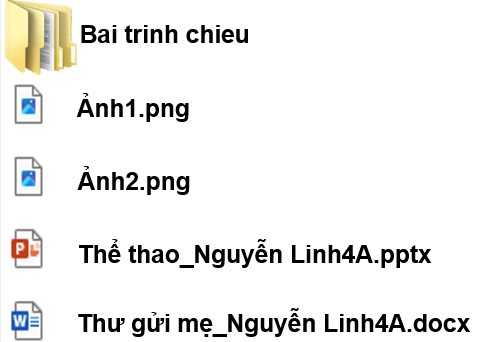 Bai trinh chieu
Ảnh1.png
Ảnh2.png
Thể thao_Nguyễn Linh4A.pptx
Thư gửi mẹ_Nguyễn Linh4A.docx